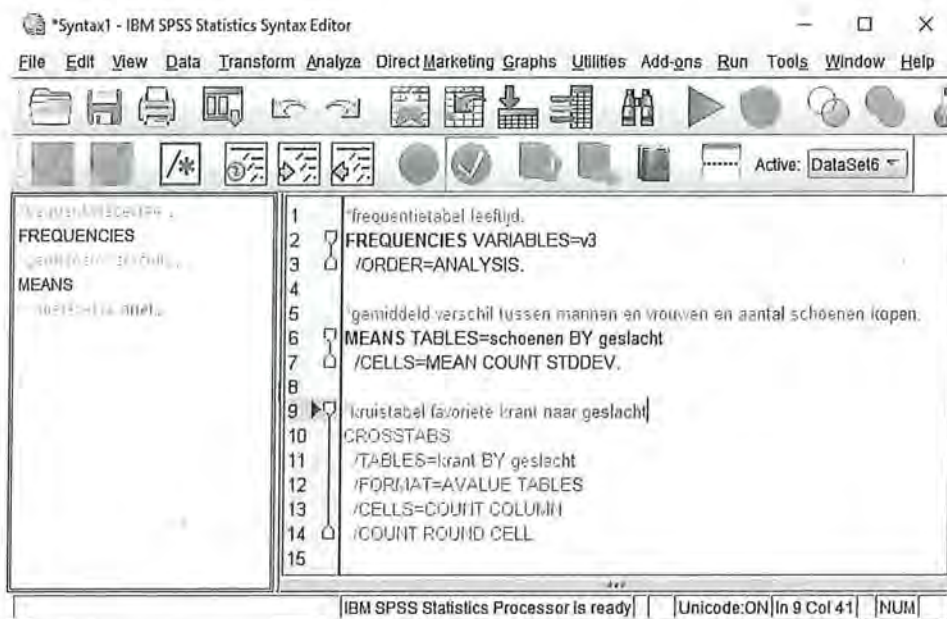 *Syntax1 - IBM SPSS Statistics Syntax Editor
File Edit View Data Transform Analyze Direct Marketing Graphs Utilities Add-ons Run Tools Window Help
Active: DataSet6
FREQUENCIES
MEANS
1 *frequentietabel leeftijd.
2 FREQUENCIES VARIABLES=v3
3 /ORDER=ANALYSIS.
4
5 *gemiddeld verschil tussen mannen en vrouwen en aantal schoenen kopen.
6 MEANS TABLES=schoenen BY geslacht
7 /CELLS=MEAN COUNT STDDEV.
8
9 *kruistabel favoriete krant naar geslacht
10 CROSSTABS
11 /TABLES=krant BY geslacht
12 /FORMAT=AVALUE TABLES
13 /CELLS=COUNT COLUMN
14 /COUNT ROUND CELL
15
IBM SPSS Statistics Processor is ready Unicode:ON In 9 Col 41 NUM